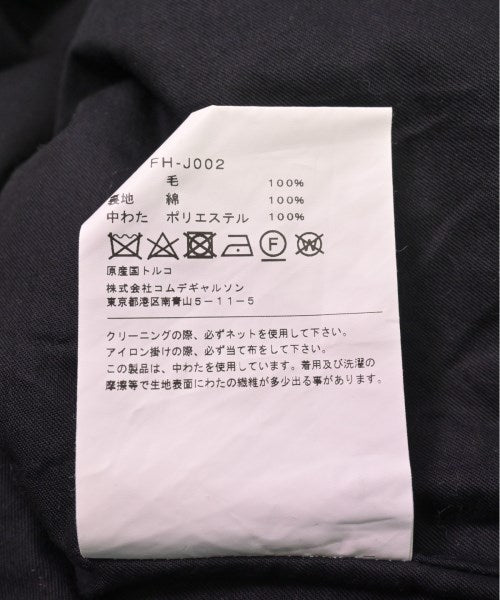 FH-J002
毛 100%
裏地 綿 100%
中わた ポリエステル 100%
F W
原産国トルコ
株式会社コムデギャルソン
東京都港区南青山5-11-5
クリーニングの際、必ずネットを使用して下さい。
アイロン掛けの際、必ず当て布をして下さい。
この製品は、中わたを使用しています。着用及び洗濯の
摩擦等で生地表面にわたの繊維が多少出る事があります。